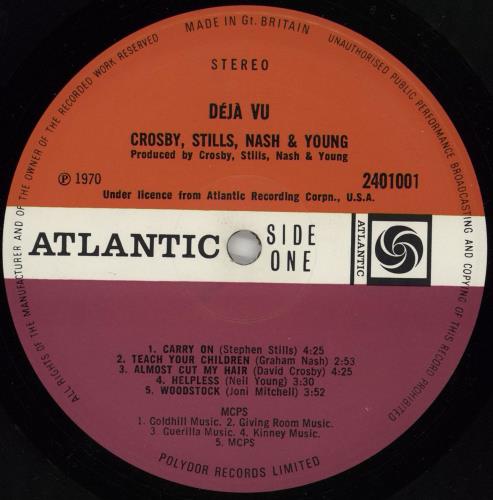 MADE IN Gt. BRITAIN
UNAUTHORISED PUBLIC PERFORMANCE BROADCASTING AND COPYING OF THIS RECORD PROHIBITED
ALL RIGHTS OF THE MANUFACTURER AND OF THE OWNER OF THE RECORDED WORK RESERVED
STEREO
DÉJÀ VU
CROSBY, STILLS, NASH & YOUNG
Produced by Crosby, Stills, Nash & Young
Ⓟ 1970
2401001
Under licence from Atlantic Recording Corpn., U.S.A.
ATLANTIC
SIDE
ONE
ATLANTIC
1. CARRY ON (Stephen Stills) 4:25
2. TEACH YOUR CHILDREN (Graham Nash) 2:53
3. ALMOST CUT MY HAIR (David Crosby) 4:25
4. HELPLESS (Neil Young) 3:30
5. WOODSTOCK (Joni Mitchell) 3:52
MCPS
1. Goldhill Music. 2. Giving Room Music.
3. Guerilla Music. 4. Kinney Music.
5. MCPS
POLYDOR RECORDS LIMITED